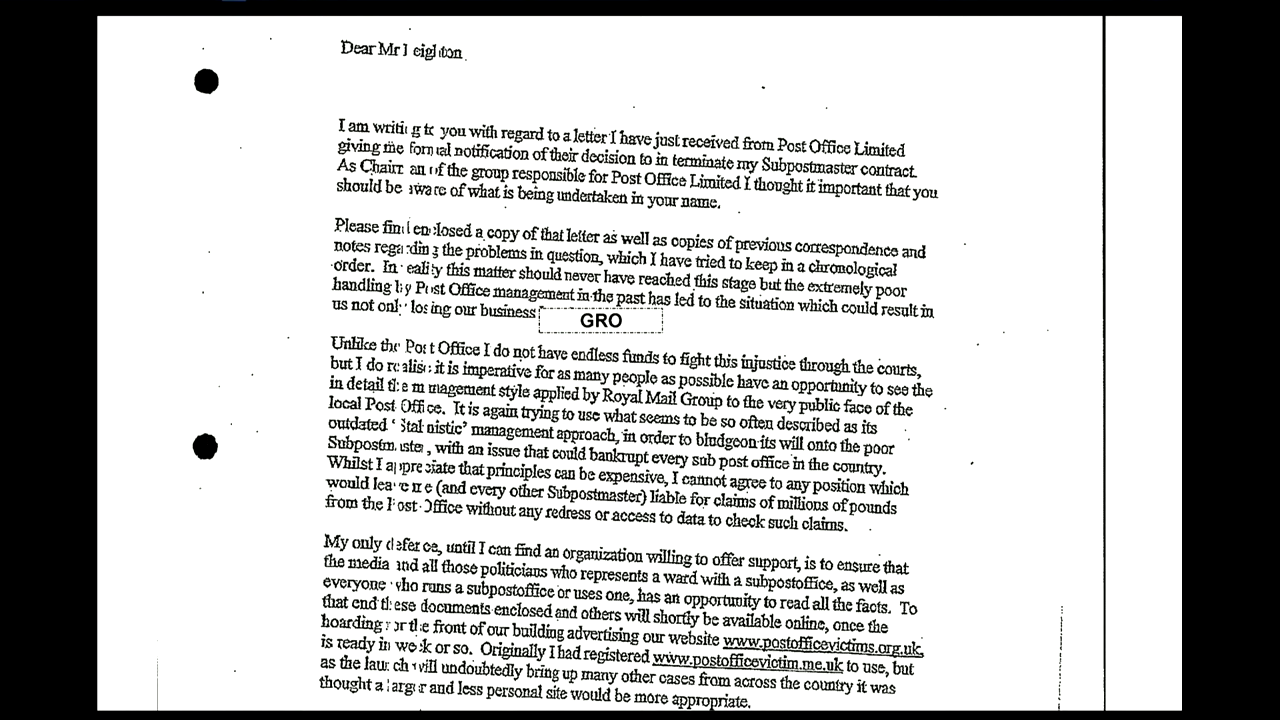 Dear Mr Leighton
I am writing to you with regard to a letter I have just received from Post Office Limited
giving me formal notification of their decision to in terminate my Subpostmaster contract.
As Chairman of the group responsible for Post Office Limited I thought it important that you
should be aware of what is being undertaken in your name.
Please find enclosed a copy of that letter as well as copies of previous correspondence and
notes regarding the problems in question, which I have tried to keep in a chronological
order. In reality this matter should never have reached this stage but the extremely poor
handling by Post Office management in the past has led to the situation which could result in
us not only losing our business
GRO
Unlike the Post Office I do not have endless funds to fight this injustice through the courts,
but I do realise it is imperative for as many people as possible have an opportunity to see the
in detail the management style applied by Royal Mail Group to the very public face of the
local Post Office. It is again trying to use what seems to be so often described as its
outdated 'Stalinistic' management approach, in order to bludgeon its will onto the poor
Subpostmaster, with an issue that could bankrupt every sub post office in the country.
Whilst I appreciate that principles can be expensive, I cannot agree to any position which
would leave me (and every other Subpostmaster) liable for claims of millions of pounds
from the Post Office without any redress or access to data to check such claims.
My only defence, until I can find an organization willing to offer support, is to ensure that
the media and all those politicians who represents a ward with a subpostoffice, as well as
everyone who runs a subpostoffice or uses one, has an opportunity to read all the facts. To
that end these documents enclosed and others will shortly be available online, once the
hoarding for the front of our building advertising our website www.postofficevictims.org.uk,
is ready in week or so. Originally I had registered www.postofficevictim.me.uk to use, but
as the launch will undoubtedly bring up many other cases from across the country it was
thought a larger and less personal site would be more appropriate.